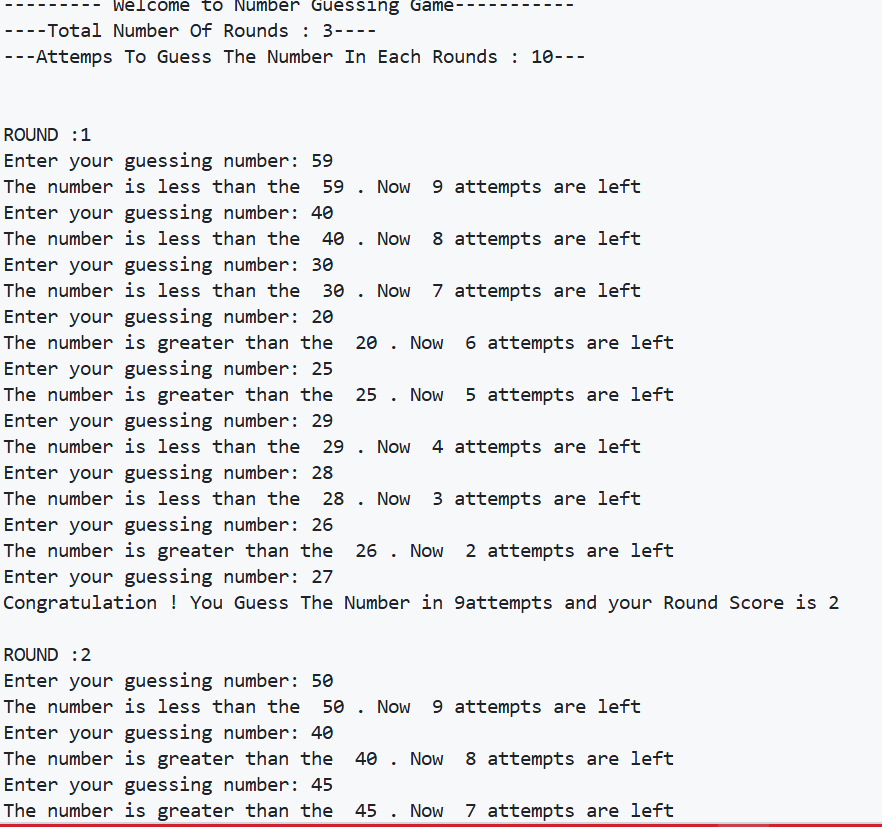 --------- Welcome to Number Guessing Game-----------
----Total Number Of Rounds : 3----
---Attemps To Guess The Number In Each Rounds : 10---
ROUND :1
Enter your guessing number: 59
The number is less than the  59 . Now  9 attempts are left
Enter your guessing number: 40
The number is less than the  40 . Now  8 attempts are left
Enter your guessing number: 30
The number is less than the  30 . Now  7 attempts are left
Enter your guessing number: 20
The number is greater than the  20 . Now  6 attempts are left
Enter your guessing number: 25
The number is greater than the  25 . Now  5 attempts are left
Enter your guessing number: 29
The number is less than the  29 . Now  4 attempts are left
Enter your guessing number: 28
The number is less than the  28 . Now  3 attempts are left
Enter your guessing number: 26
The number is greater than the  26 . Now  2 attempts are left
Enter your guessing number: 27
Congratulation ! You Guess The Number in 9attempts and your Round Score is 2
ROUND :2
Enter your guessing number: 50
The number is less than the  50 . Now  9 attempts are left
Enter your guessing number: 40
The number is greater than the  40 . Now  8 attempts are left
Enter your guessing number: 45
The number is greater than the  45 . Now  7 attempts are left